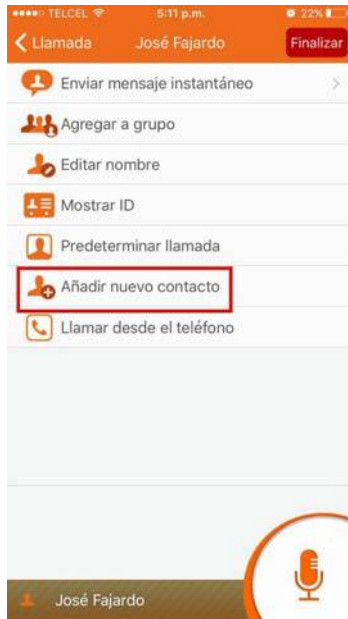 TELCEL 5:11 p.m. 22%
Llamada José Fajardo Finalizar
Enviar mensaje instantáneo
Agregar a grupo
Editar nombre
Mostrar ID
Predeterminar llamada
Añadir nuevo contacto
Llamar desde el teléfono
José Fajardo